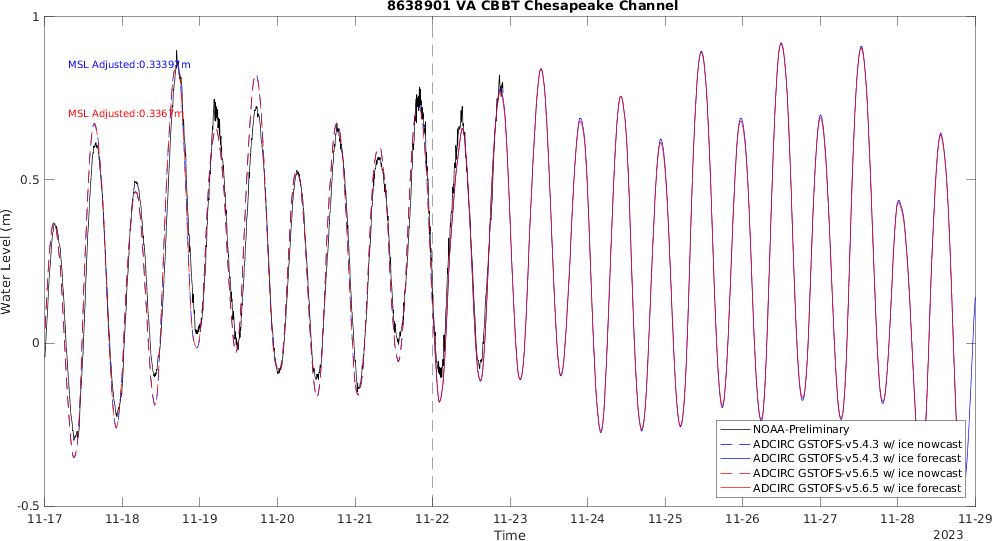 8638901 VA CBBT Chesapeake Channel
1
MSL Adjusted:0.33397m
MSL Adjusted:0.3367m
0.5
Water Level (m)
0
NOAA-Preliminary
ADCIRC GSTOFS-v5.4.3 w/ ice nowcast
ADCIRC GSTOFS-v5.4.3 w/ ice forecast
ADCIRC GSTOFS-v5.6.5 w/ ice nowcast
ADCIRC GSTOFS-v5.6.5 w/ ice forecast
-0.5
11-17 11-18 11-19 11-20 11-21 11-22 11-23 11-24 11-25 11-26 11-27 11-28 11-29
Time
2023